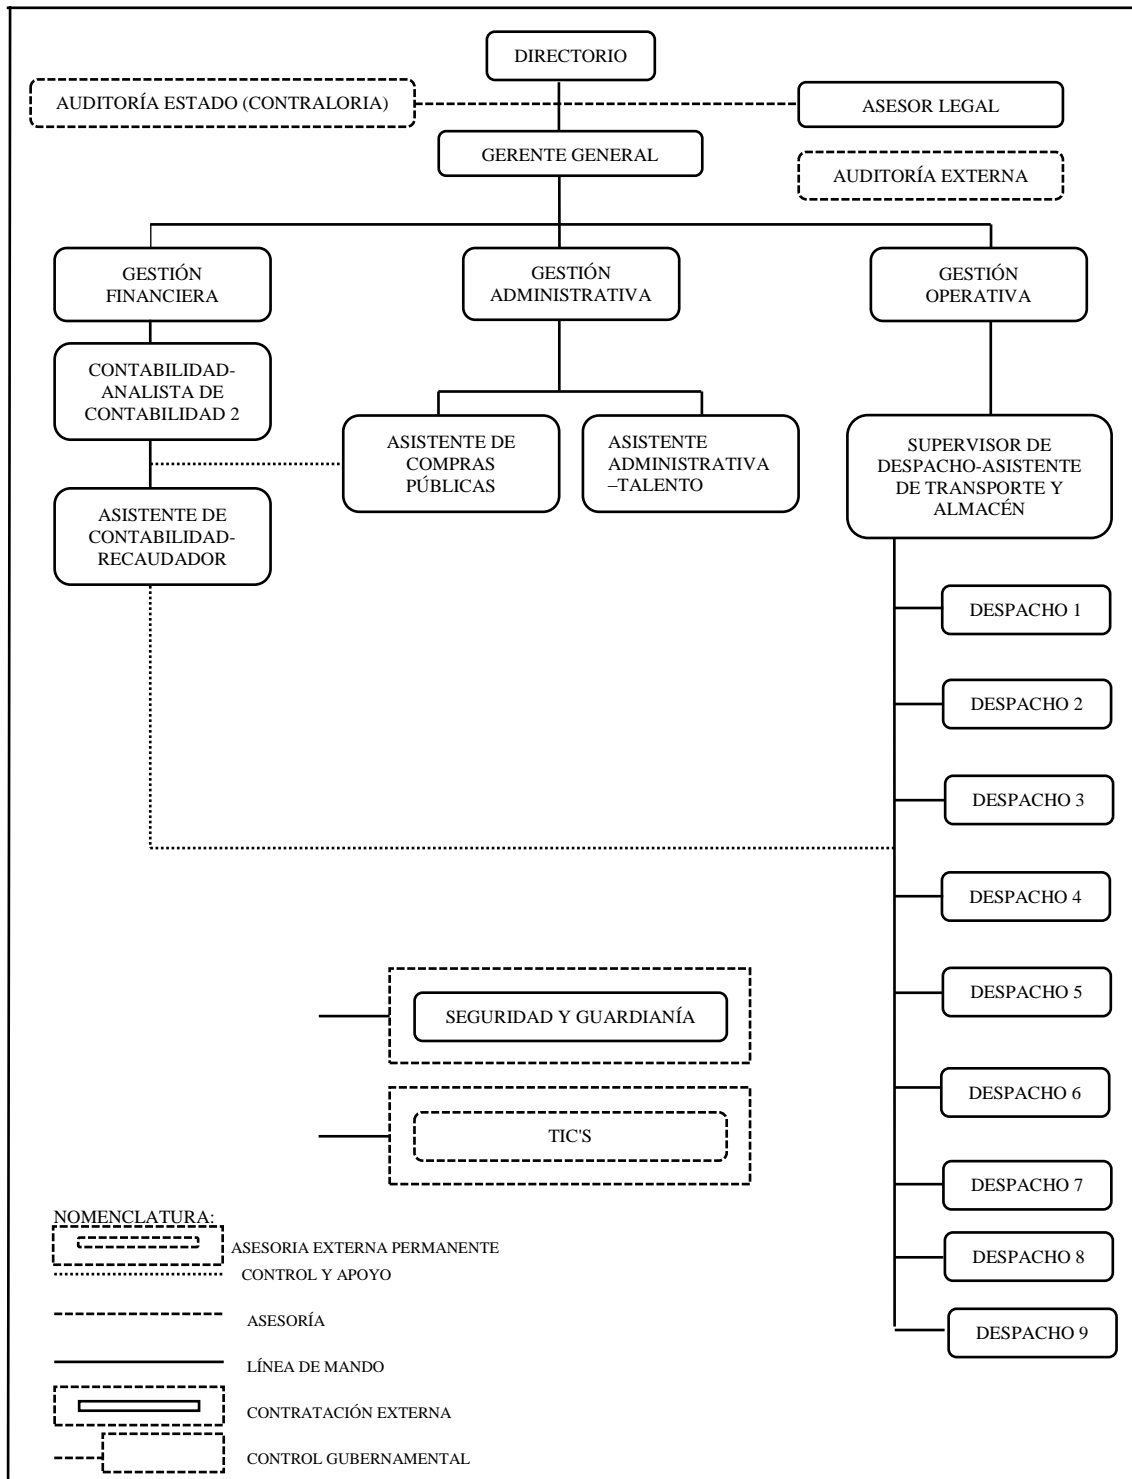 DIRECTORIO
AUDITORÍA ESTADO (CONTRALORIA)
ASESOR LEGAL
GERENTE GENERAL
AUDITORÍA EXTERNA
GESTIÓN
FINANCIERA
GESTIÓN
ADMINISTRATIVA
GESTIÓN
OPERATIVA
CONTABILIDAD-
ANALISTA DE
CONTABILIDAD 2
ASISTENTE DE
COMPRAS
PÚBLICAS
ASISTENTE
ADMINISTRATIVA
–TALENTO
SUPERVISOR DE
DESPACHO-ASISTENTE
DE TRANSPORTE Y
ALMACÉN
ASISTENTE DE
CONTABILIDAD-
RECAUDADOR
DESPACHO 1
DESPACHO 2
DESPACHO 3
DESPACHO 4
DESPACHO 5
SEGURIDAD Y GUARDIANÍA
DESPACHO 6
TIC'S
DESPACHO 7
DESPACHO 8
DESPACHO 9
NOMENCLATURA:
ASESORIA EXTERNA PERMANENTE
CONTROL Y APOYO
ASESORÍA
LÍNEA DE MANDO
CONTRATACIÓN EXTERNA
CONTROL GUBERNAMENTAL